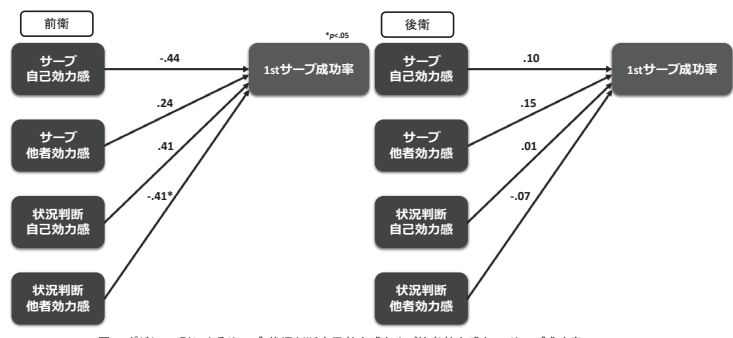 前衛
*p<.05
サーブ
自己効力感
-.44
1stサーブ成功率
サーブ
他者効力感
.24
状況判断
自己効力感
.41
状況判断
他者効力感
-.41*
後衛
サーブ
自己効力感
.10
1stサーブ成功率
サーブ
他者効力感
.15
状況判断
自己効力感
.01
状況判断
他者効力感
-.07